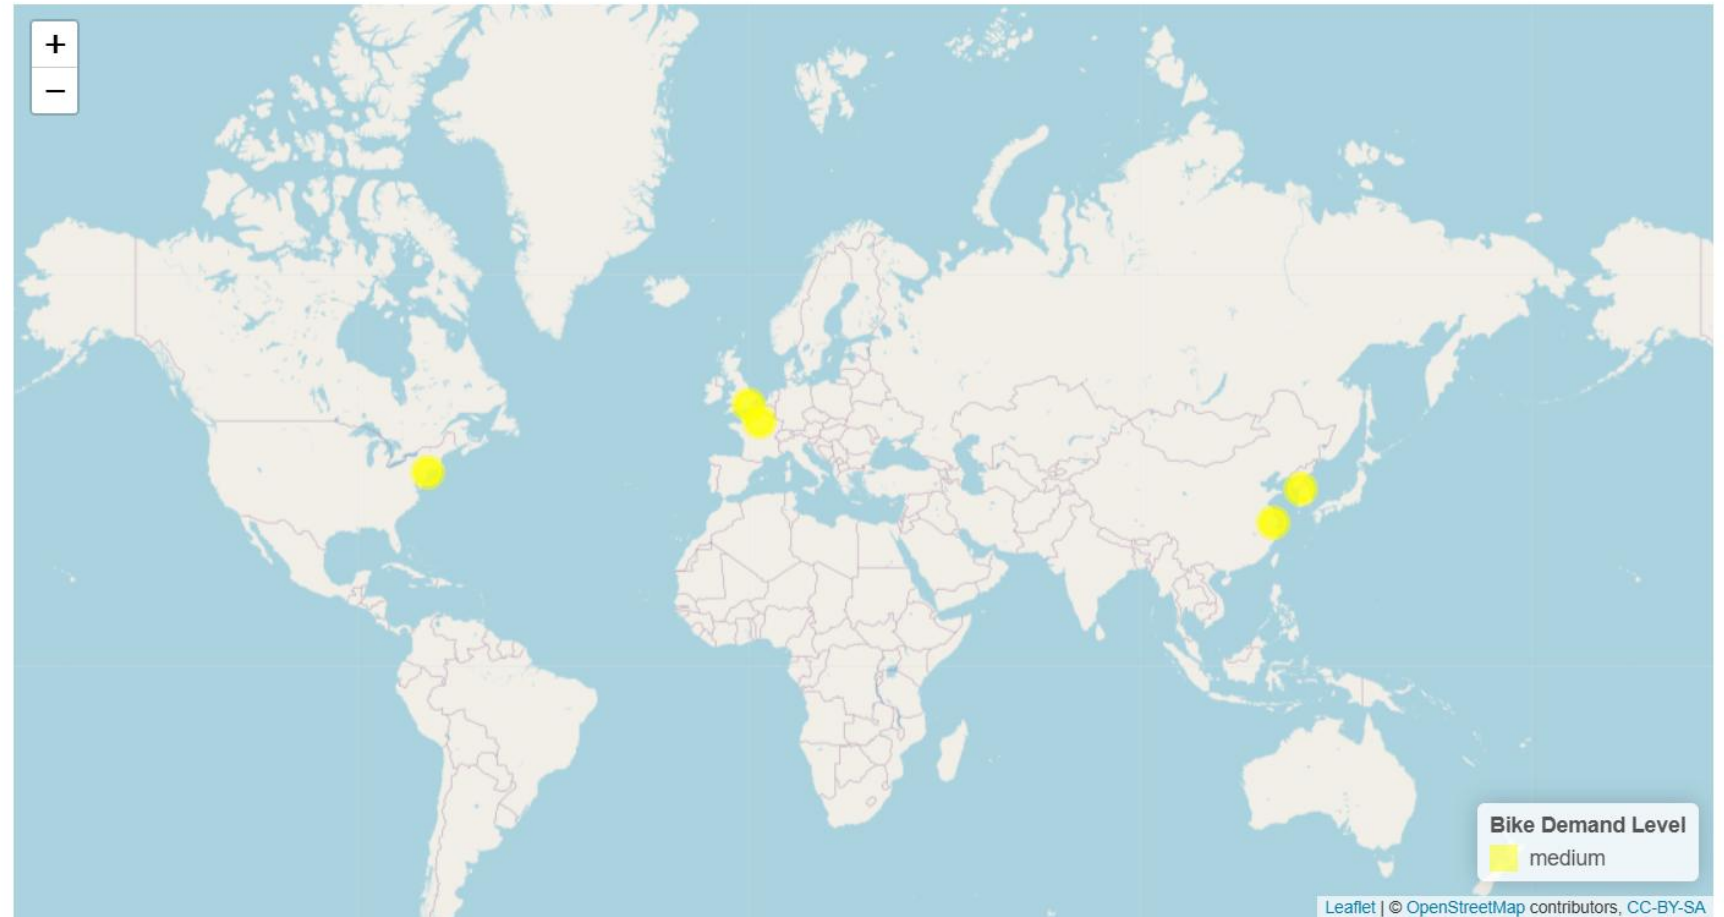 +
−
Bike Demand Level
medium
Leaflet | © OpenStreetMap contributors, CC-BY-SA